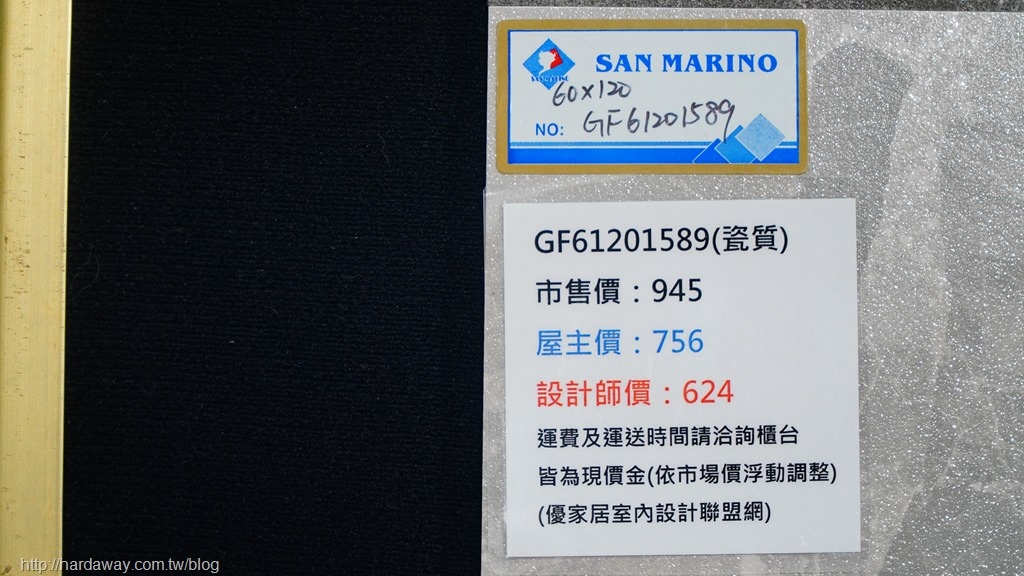 SAN MARINO
60x120
NO: GF61201589
GF61201589(瓷質)
市售價：945
屋主價：756
設計師價：624
運費及運送時間請洽詢櫃台
皆為現價金(依市場價浮動調整)
(優家居室內設計聯盟網)
http://hardaway.com.tw/blog